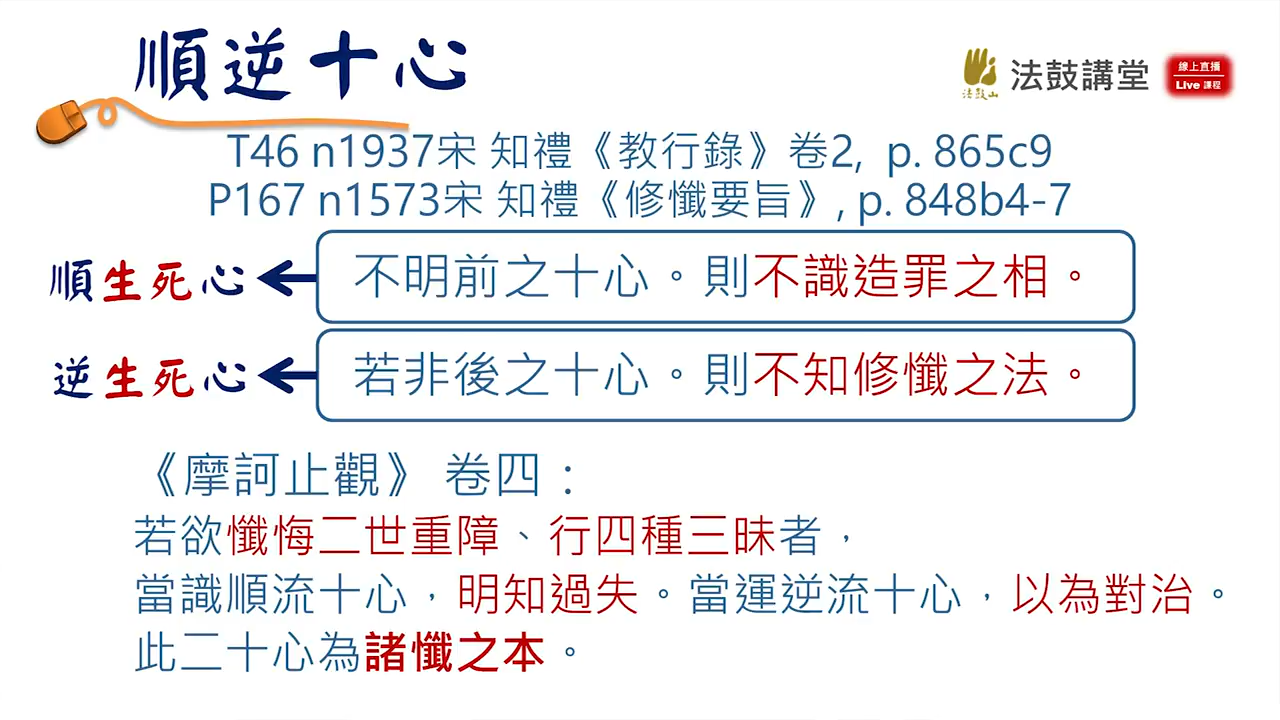 順逆十心
法鼓山
法鼓講堂
線上直播
Live 課程
T46 n1937宋 知禮《教行錄》卷2, p. 865c9
P167 n1573宋 知禮《修懺要旨》, p. 848b4-7
順生死心
不明前之十心。則不識造罪之相。
逆生死心
若非後之十心。則不知修懺之法。
《摩訶止觀》 卷四：
若欲懺悔二世重障、行四種三昧者，
當識順流十心，明知過失。當運逆流十心，以為對治。
此二十心為諸懺之本。